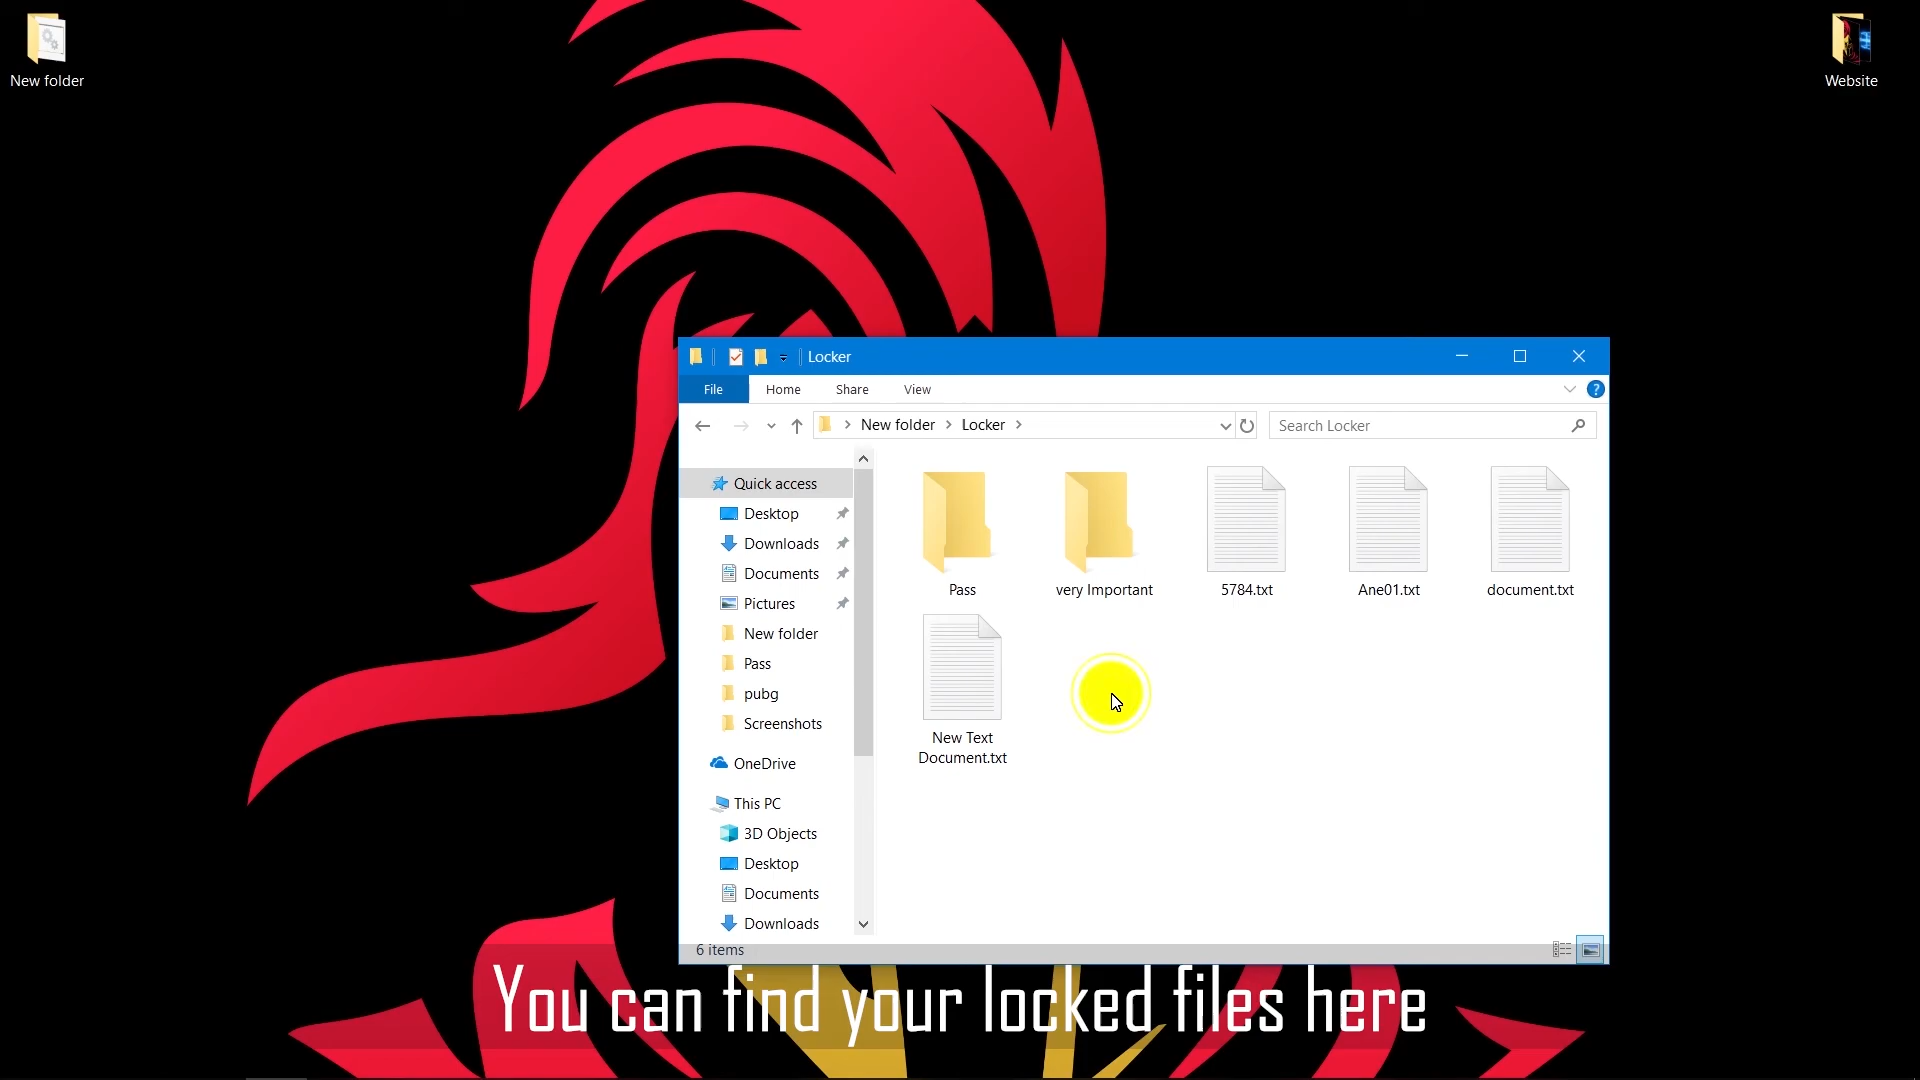 New folder
Website
Locker
File Home Share View
New folder Locker
Search Locker
Quick access
Desktop
Downloads
Documents
Pictures
New folder
Pass
pubg
Screenshots
OneDrive
This PC
3D Objects
Desktop
Documents
Downloads
Pass
very Important
5784.txt
Ane01.txt
document.txt
New Text
Document.txt
6 items
You can find your locked files here